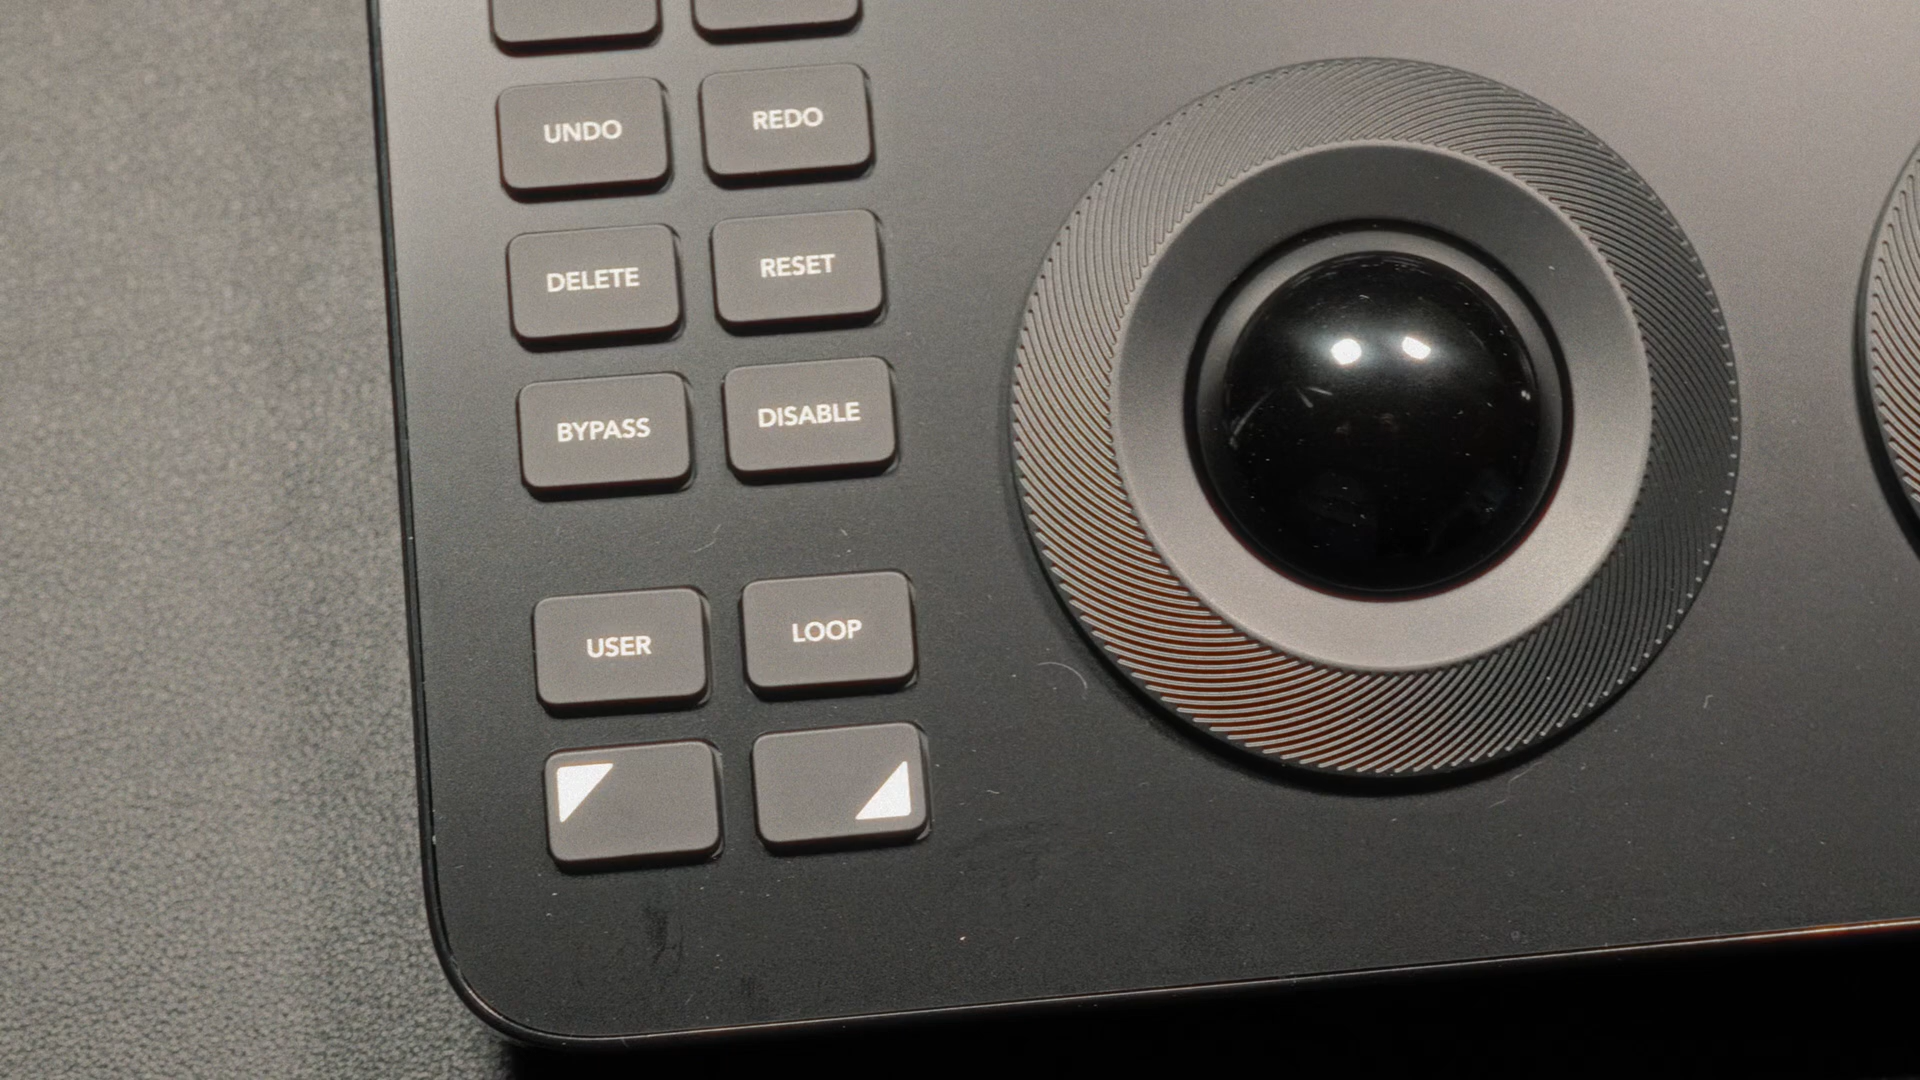 UNDO
REDO
DELETE
RESET
BYPASS
DISABLE
USER
LOOP